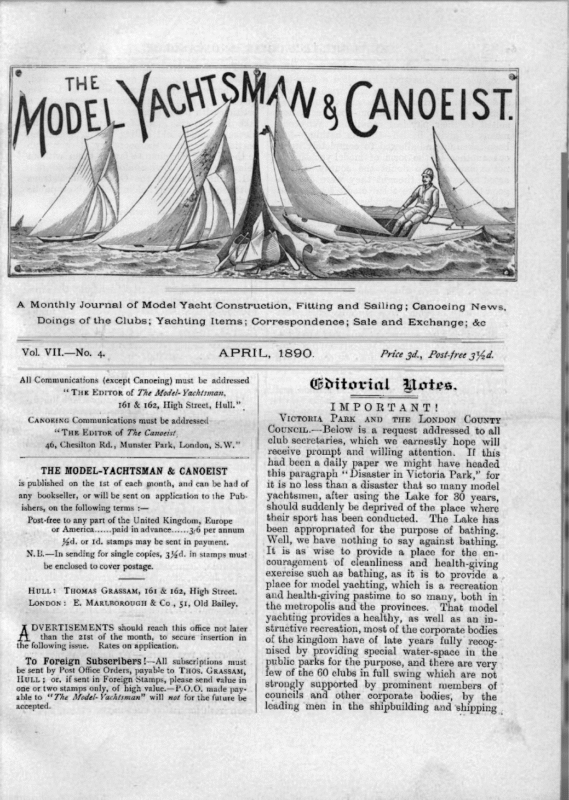 THE
MODEL YACHTSMAN & CANOEIST.
A Monthly Journal of Model Yacht Construction, Fitting and Sailing; Canoeing News,
Doings of the Clubs; Yachting Items; Correspondence; Sale and Exchange; &c
Vol. VII.—No. 4. APRIL, 1890. Price 3d., Post-free 3½d.
All Communications (except Canoeing) must be addressed
"THE EDITOR of The Model-Yachtsman,
161 & 162, High Street, Hull."
CANOEING Communications must be addressed
"THE EDITOR of The Canoeist,
46, Chesilton Rd., Munster Park, London, S.W."
THE MODEL-YACHTSMAN & CANOEIST
is published on the 1st of each month, and can be had of
any bookseller, or will be sent on application to the Pub-
ishers, on the following terms :—
Post-free to any part of the United Kingdom, Europe
or America......paid in advance......3/6 per annum
½d. or 1d. stamps may be sent in payment.
N.B.—In sending for single copies, 3½d. in stamps must
be enclosed to cover postage.
HULL: THOMAS GRASSAM, 161 & 162, High Street.
LONDON: E. MARLBOROUGH & Co, 51, Old Bailey.
ADVERTISEMENTS should reach this office not later
than the 21st of the month, to secure insertion in
the following issue. Rates on application.
To Foreign Subscribers!—All subscriptions must
be sent by Post Office Orders, payable to THOS. GRASSAM,
HULL; or, if sent in Foreign Stamps, please send value in
one or two stamps only, of high value.—P.O.O. made pay-
able to "The Model-Yachtsman" will not for the future be
accepted.
Editorial Notes.
IMPORTANT!
VICTORIA PARK AND THE LONDON COUNTY
COUNCIL.—Below is a request addressed to all
club secretaries, which we earnestly hope will
receive prompt and willing attention. If this
had been a daily paper we might have headed
this paragraph "Disaster in Victoria Park," for
it is no less than a disaster that so many model
yachtsmen, after using the Lake for 30 years,
should suddenly be deprived of the place where
their sport has been conducted. The Lake has
been appropriated for the purpose of bathing.
Well, we have nothing to say against bathing.
It is as wise to provide a place for the en-
couragement of cleanliness and health-giving
exercise such as bathing, as it is to provide a
place for model yachting, which is a recreation
and health-giving pastime to so many, both in
the metropolis and the provinces. That model
yachting provides a healthy, as well as an in-
structive recreation, most of the corporate bodies
of the kingdom have of late years fully recog-
nised by providing special water-space in the
public parks for the purpose, and there are very
few of the 60 clubs in full swing which are not
strongly supported by prominent members of
councils and other corporate bodies, by the
leading men in the shipbuilding and shipping